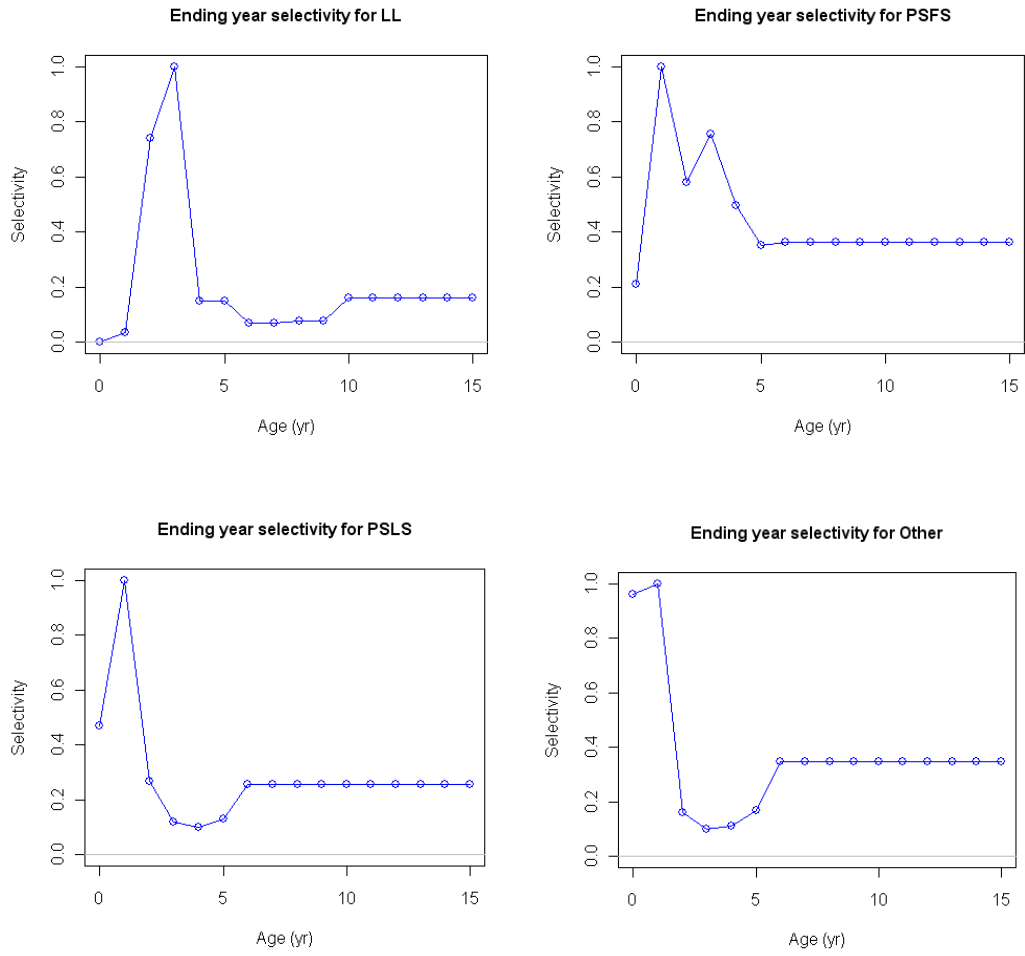 Ending year selectivity for LL
Selectivity
0.0 0.2 0.4 0.6 0.8 1.0
0 5 10 15
Age (yr)
Ending year selectivity for PSFS
Selectivity
0.0 0.2 0.4 0.6 0.8 1.0
0 5 10 15
Age (yr)
Ending year selectivity for PSLS
Selectivity
0.0 0.2 0.4 0.6 0.8 1.0
0 5 10 15
Age (yr)
Ending year selectivity for Other
Selectivity
0.0 0.2 0.4 0.6 0.8 1.0
0 5 10 15
Age (yr)